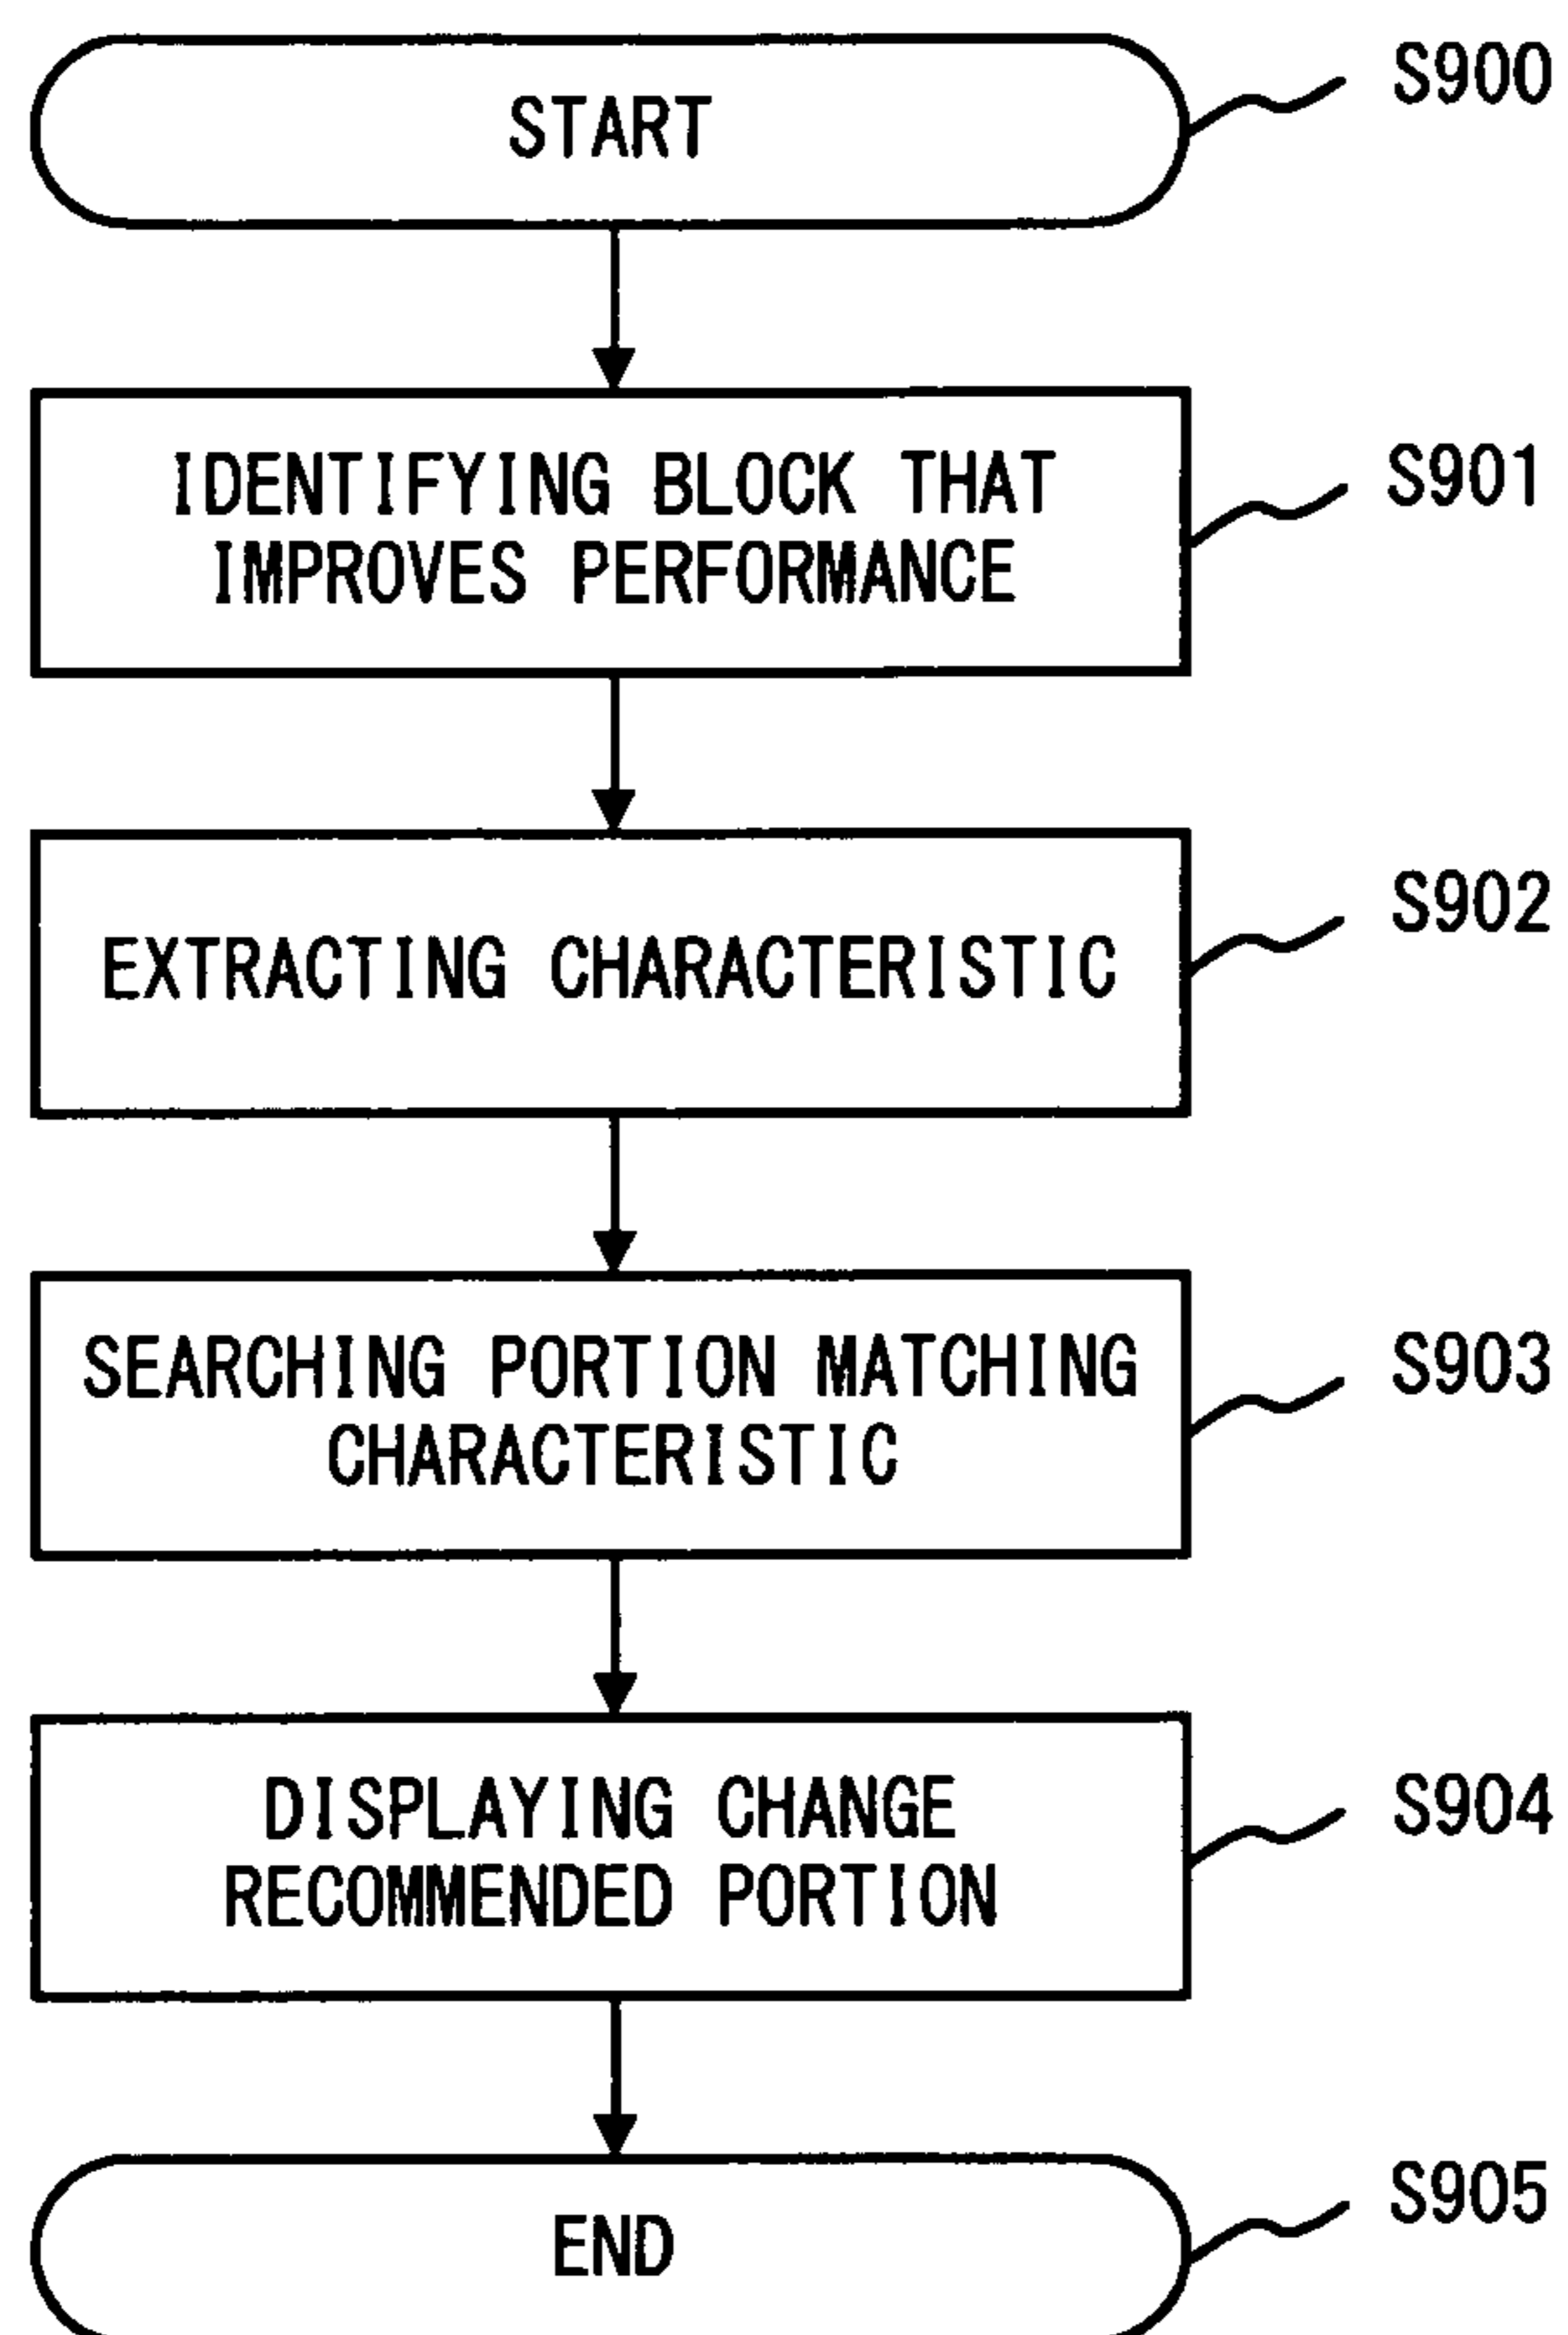 START
S900
IDENTIFYING BLOCK THAT
IMPROVES PERFORMANCE
S901
EXTRACTING CHARACTERISTIC
S902
SEARCHING PORTION MATCHING
CHARACTERISTIC
S903
DISPLAYING CHANGE
RECOMMENDED PORTION
S904
END
S905